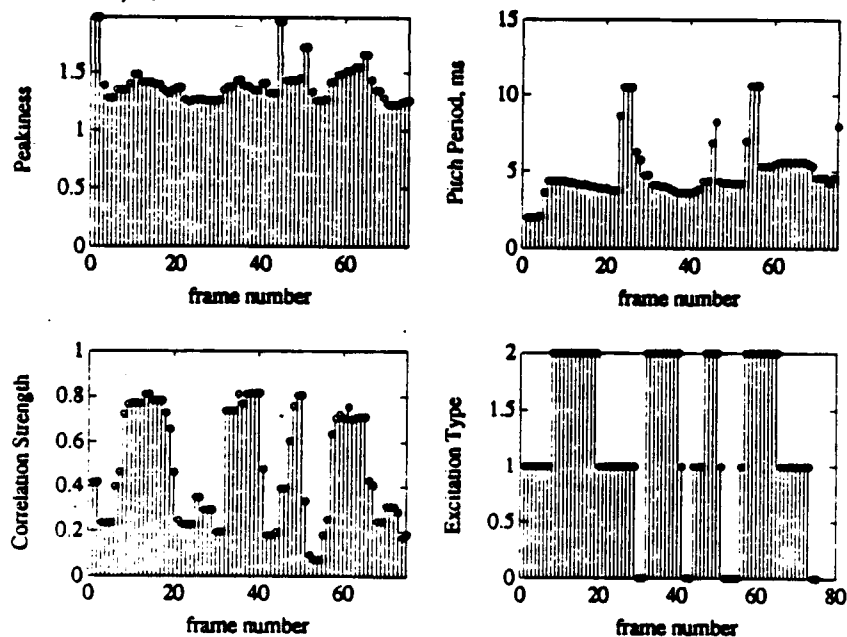 Peakiness
1.5
1
0.5
0
0 20 40 60
frame number
Pitch Period, ms
15
10
5
0
0 20 40 60
frame number
Correlation Strength
1
0.8
0.6
0.4
0.2
0
0 20 40 60
frame number
Excitation Type
2
1.5
1
0.5
0
0 20 40 60 80
frame number